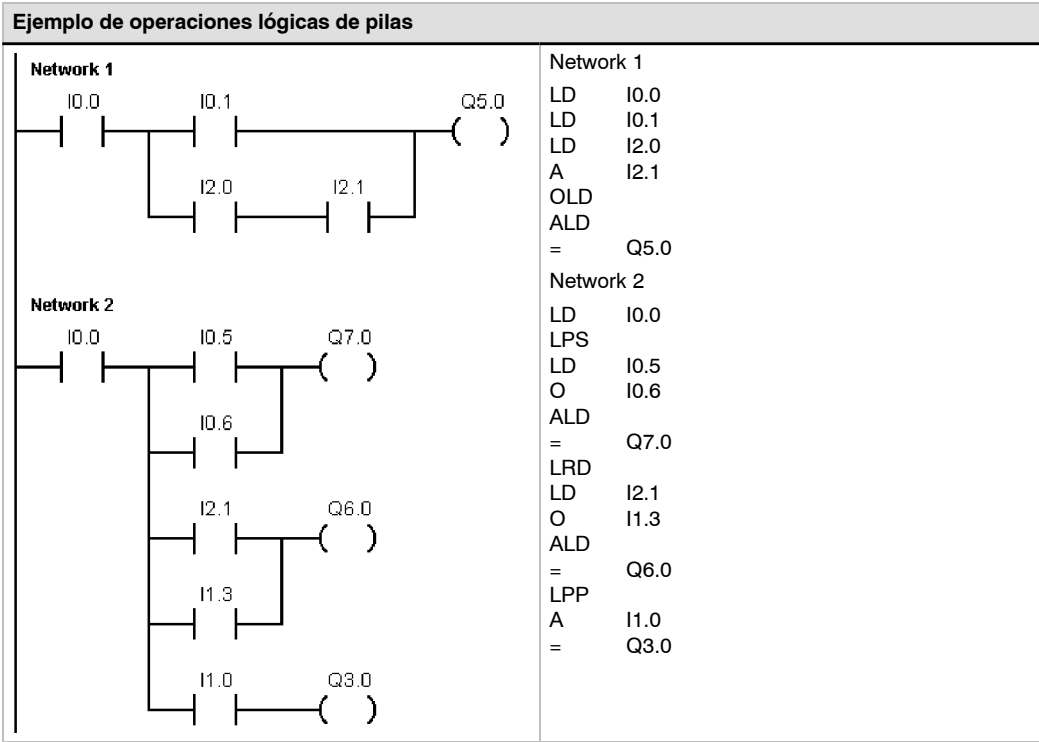 Ejemplo de operaciones lógicas de pilas
Network 1
I0.0 I0.1 Q5.0
I2.0 I2.1
Network 2
I0.0 I0.5 Q7.0
I0.6
I2.1 Q6.0
I1.3
I1.0 Q3.0
Network 1
LD I0.0
LD I0.1
LD I2.0
A I2.1
OLD
ALD
= Q5.0
Network 2
LD I0.0
LPS
LD I0.5
O I0.6
ALD
= Q7.0
LRD
LD I2.1
O I1.3
ALD
= Q6.0
LPP
A I1.0
= Q3.0